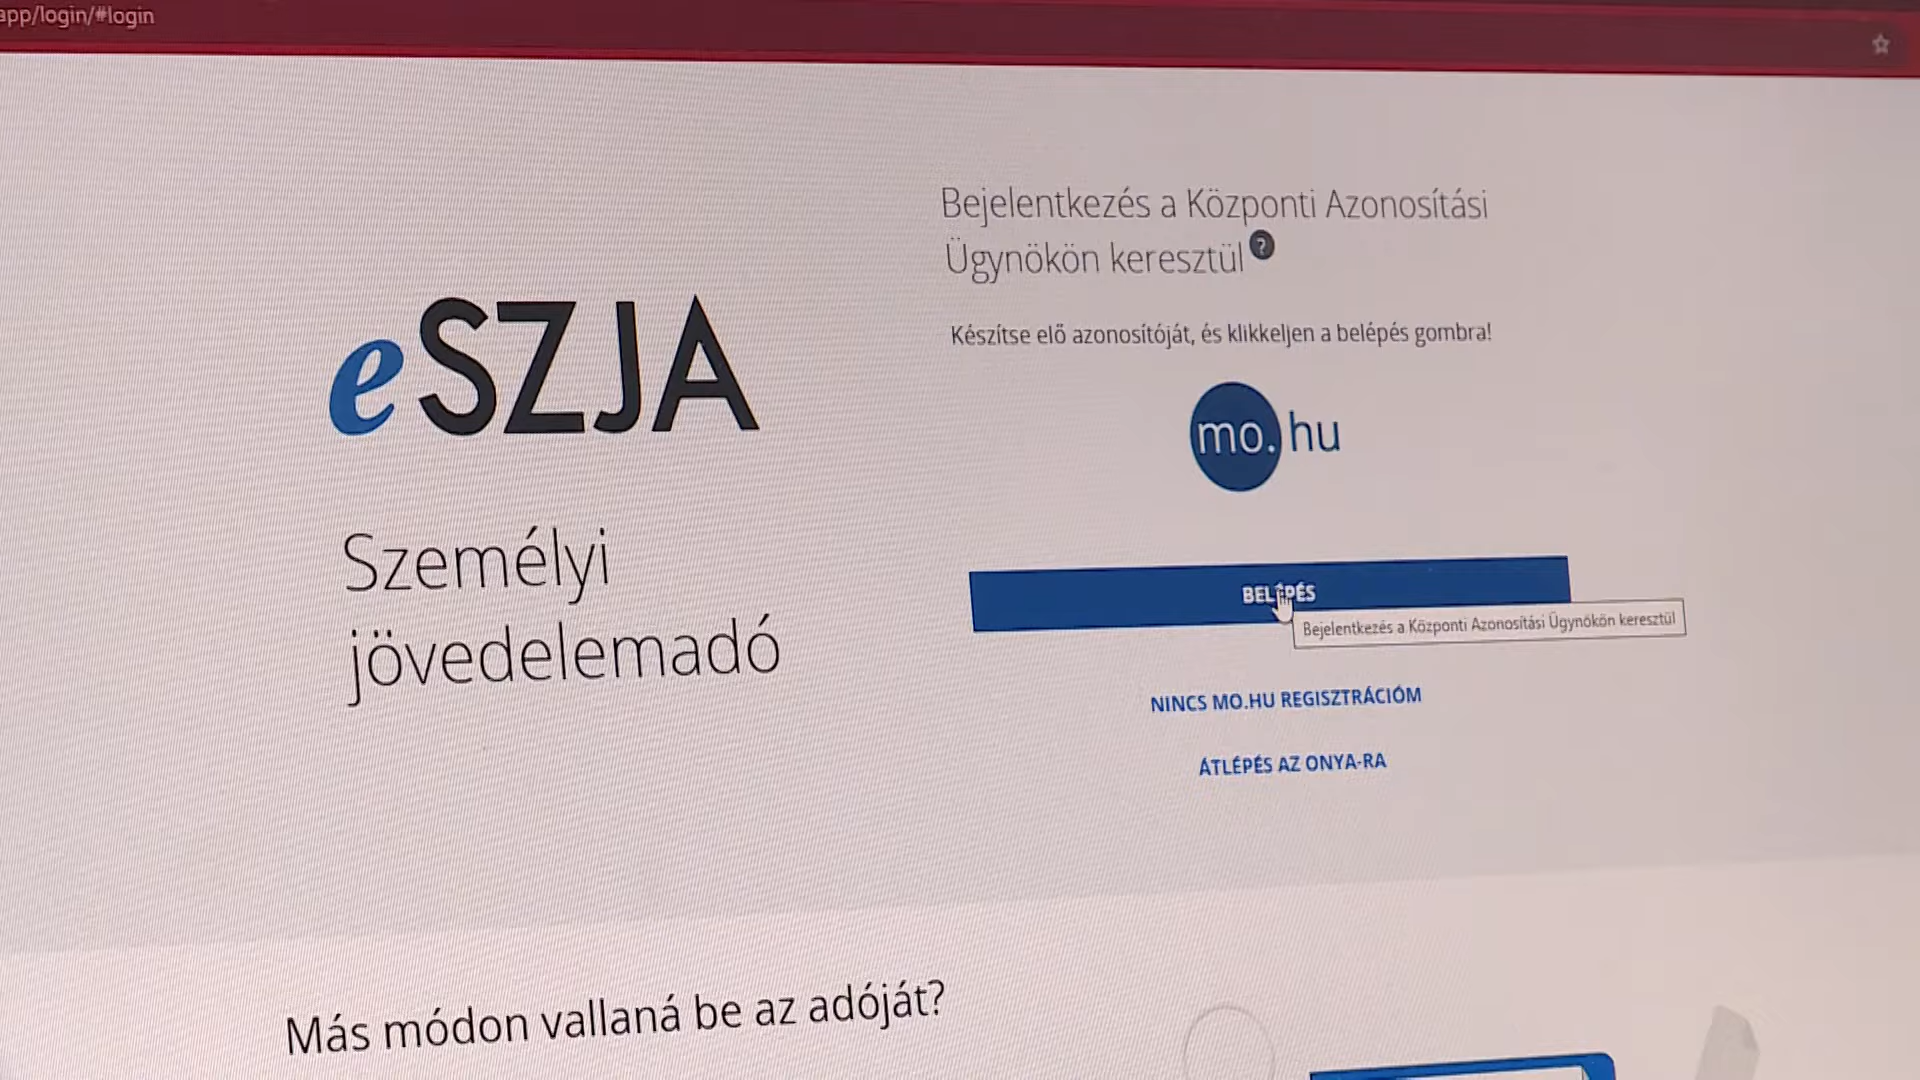 app/login/#login
Bejelentkezés a Központi Azonosítási
Ügynökön keresztül ?
Készítse elő azonosítóját, és klikkeljen a belépés gombra!
eSZJA
mo.hu
Személyi
jövedelemadó
BELÉPÉS
Bejelentkezés a Központi Azonosítási Ügynökön keresztül
NINCS MO.HU REGISZTRÁCIÓM
ÁTLÉPÉS AZ ONYA-RA
Más módon vallaná be az adóját?